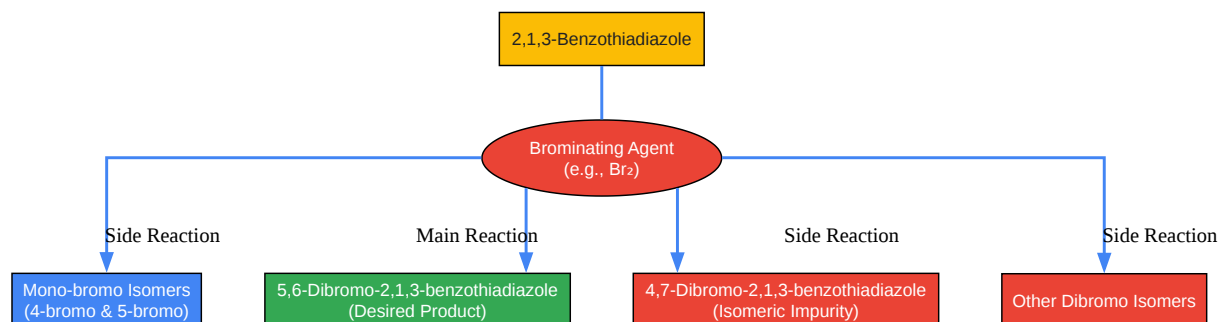 2,1,3-Benzothiadiazole
Brominating Agent
(e.g., Br₂)
Side Reaction
Main Reaction
Side Reaction
Side Reaction
Mono-bromo Isomers
(4-bromo & 5-bromo)
5,6-Dibromo-2,1,3-benzothiadiazole
(Desired Product)
4,7-Dibromo-2,1,3-benzothiadiazole
(Isomeric Impurity)
Other Dibromo Isomers